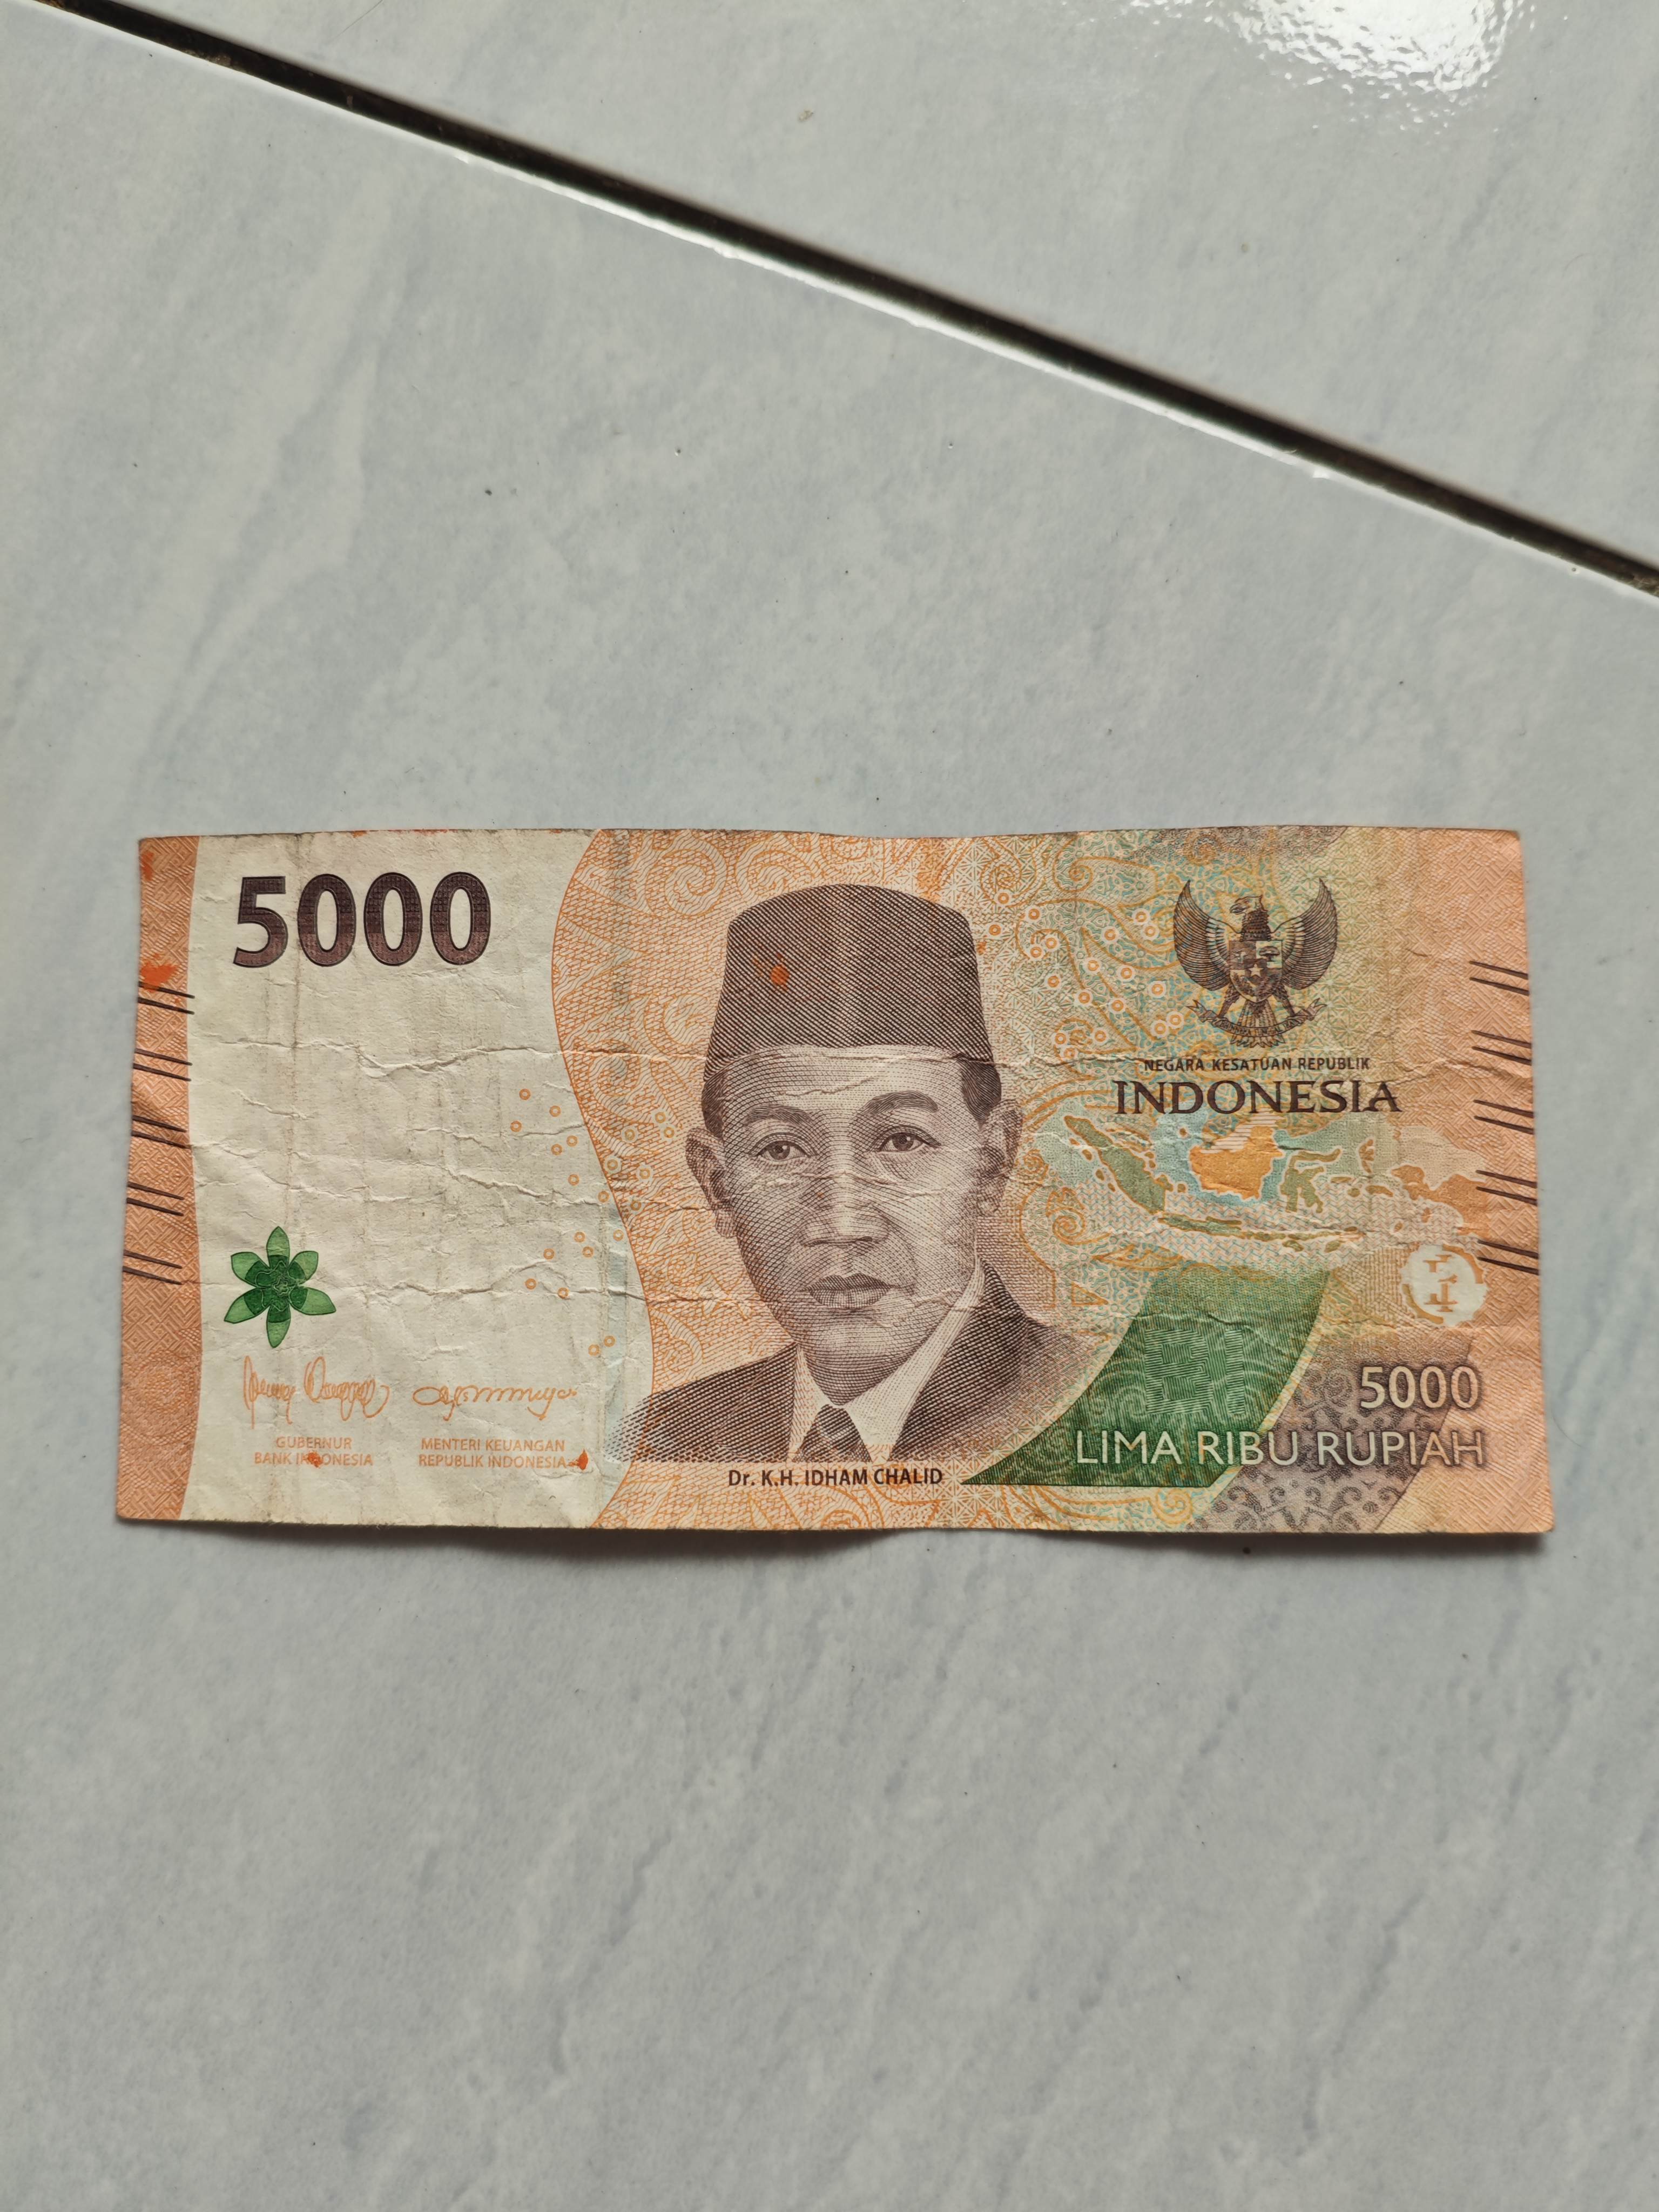 5000
NEGARA KESATUAN REPUBLIK
INDONESIA
GUBERNUR
BANK INDONESIA
MENTERI KEUANGAN
REPUBLIK INDONESIA
Dr. K.H. IDHAM CHALID
5000
LIMA RIBU RUPIAH